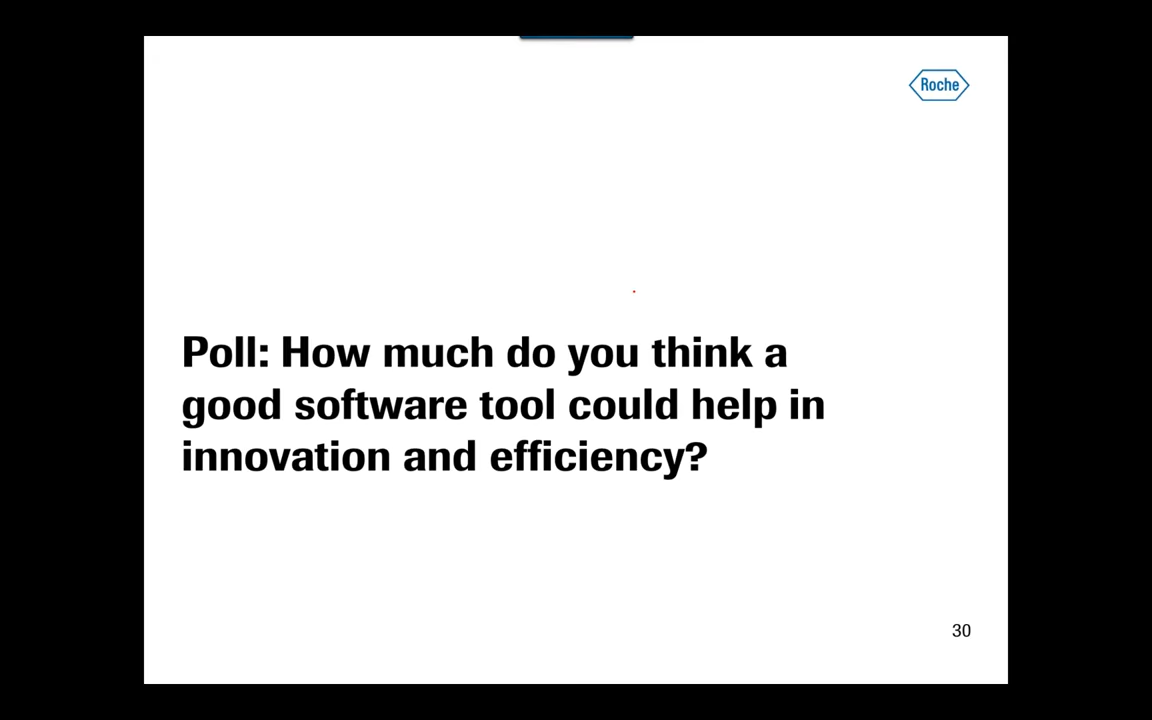 Roche
Poll: How much do you think a
good software tool could help in
innovation and efficiency?
30